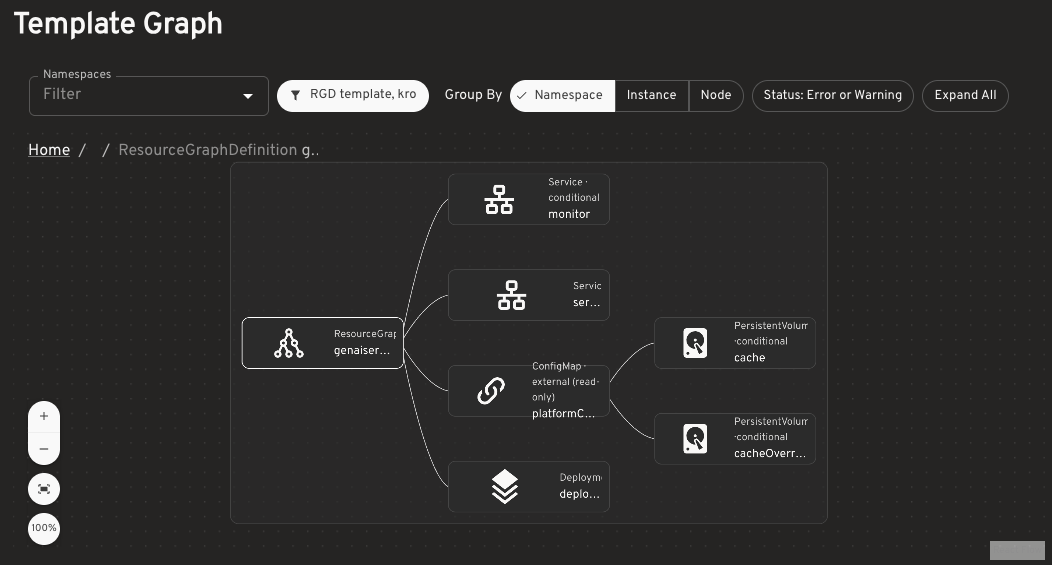 Template Graph
Namespaces
Filter
RGD template, kro
Group By
Namespace
Instance
Node
Status: Error or Warning
Expand All
Home / / ResourceGraphDefinition g..
Service ·
conditional
monitor
Servic
ser...
ResourceGrap
genaiser...
ConfigMap ·
external (read-
only)
platformC...
PersistentVolum
·conditional
cache
PersistentVolum
·conditional
cacheOverr...
Deploym
deplo...
+
−
100%